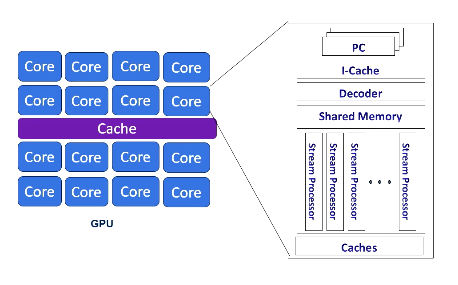 Core Core Core Core
Core Core Core Core
Cache
Core Core Core Core
Core Core Core Core
GPU
PC
I-Cache
Decoder
Shared Memory
Stream Processor
Stream Processor
Stream Processor
Stream Processor
Caches